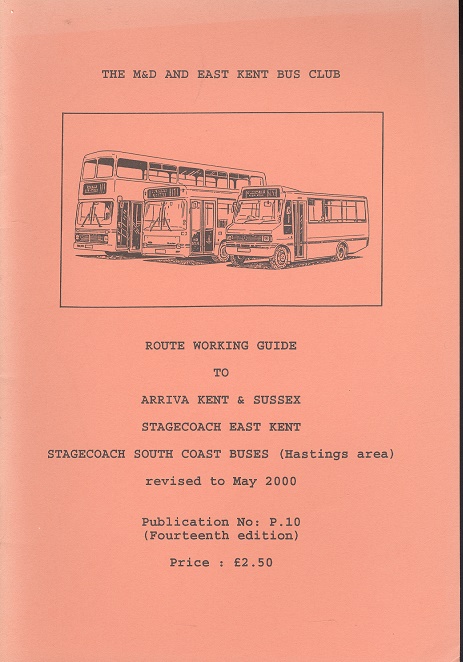 THE M&D AND EAST KENT BUS CLUB
ROUTE WORKING GUIDE
TO
ARRIVA KENT & SUSSEX
STAGECOACH EAST KENT
STAGECOACH SOUTH COAST BUSES (Hastings area)
revised to May 2000
Publication No: P.10
(Fourteenth edition)
Price : £2.50